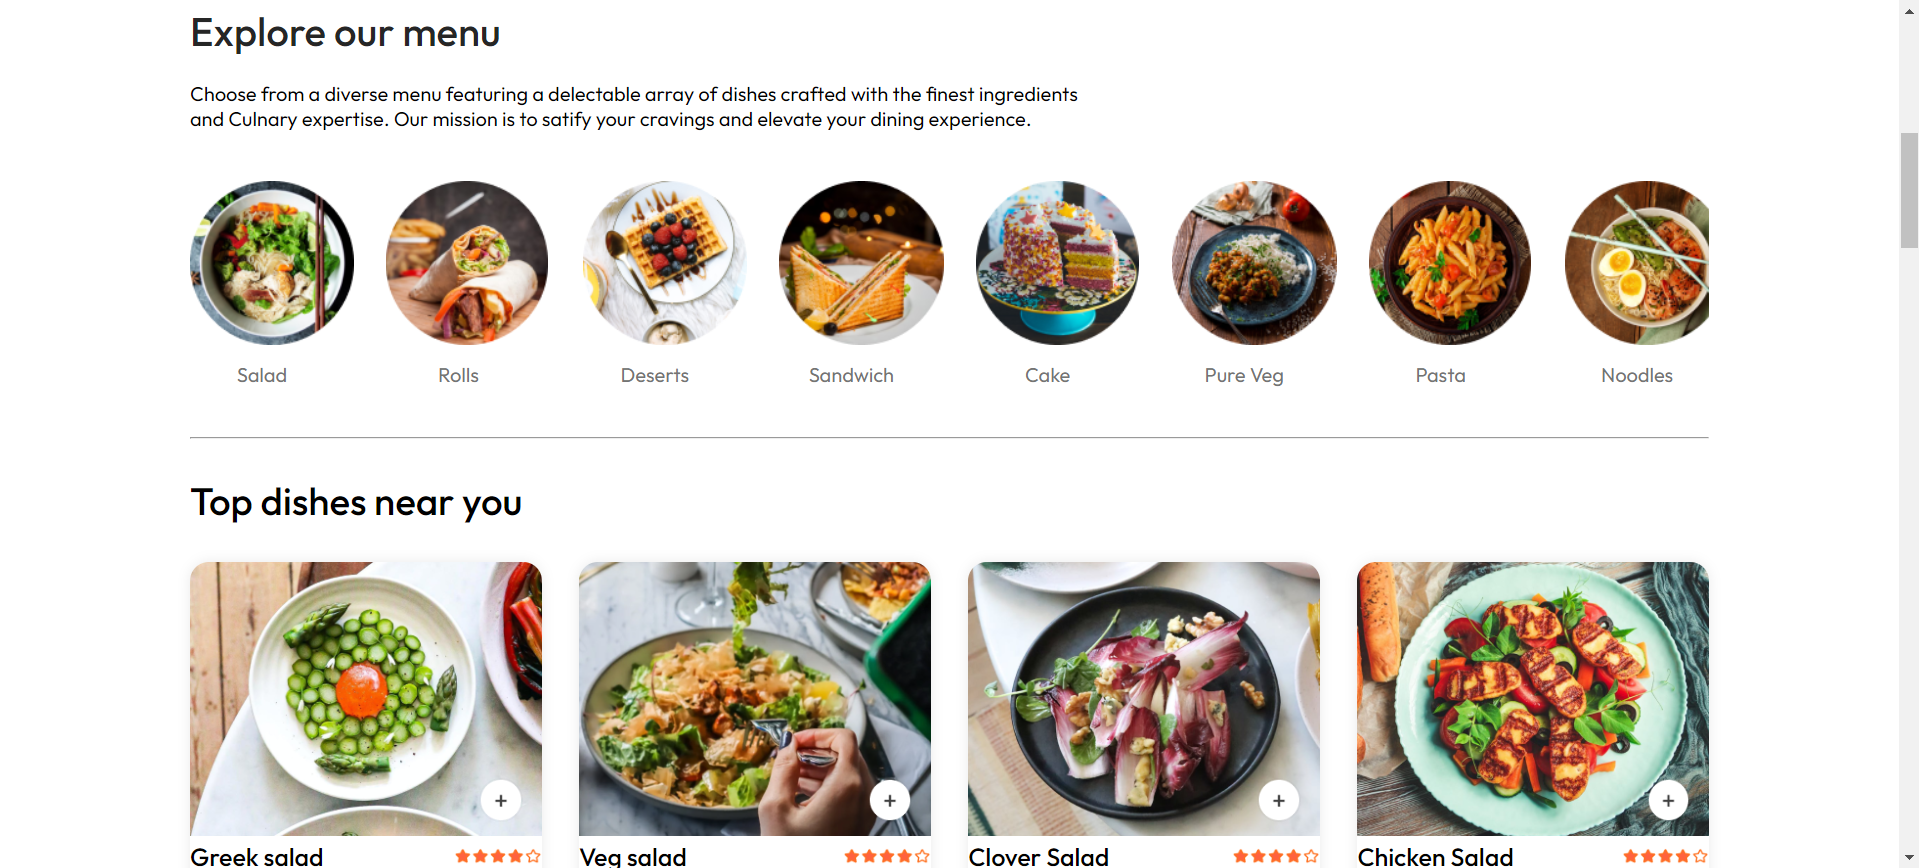 Explore our menu
Choose from a diverse menu featuring a delectable array of dishes crafted with the finest ingredients
and Culnary expertise. Our mission is to satify your cravings and elevate your dining experience.
Salad Rolls Deserts Sandwich Cake Pure Veg Pasta Noodles
Top dishes near you
+ + + +
Greek salad Veg salad Clover Salad Chicken Salad